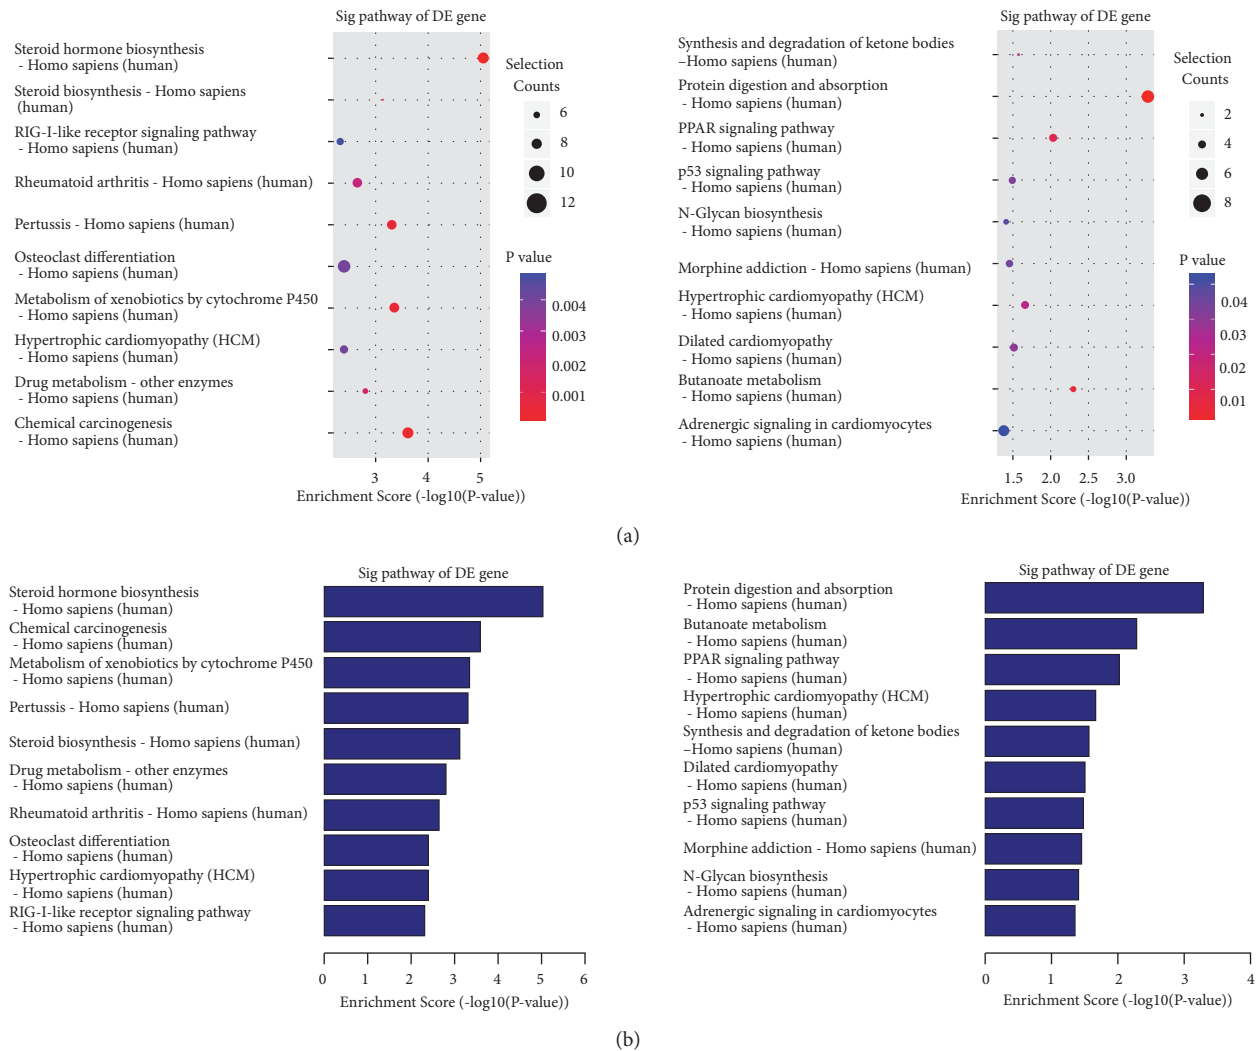 Sig pathway of DE gene
Steroid hormone biosynthesis
- Homo sapiens (human)
Steroid biosynthesis - Homo sapiens
(human)
RIG-I-like receptor signaling pathway
- Homo sapiens (human)
Rheumatoid arthritis - Homo sapiens (human)
Pertussis - Homo sapiens (human)
Osteoclast differentiation
- Homo sapiens (human)
Metabolism of xenobiotics by cytochrome P450
- Homo sapiens (human)
Hypertrophic cardiomyopathy (HCM)
- Homo sapiens (human)
Drug metabolism - other enzymes
- Homo sapiens (human)
Chemical carcinogenesis
- Homo sapiens (human)
3 4 5
Enrichment Score (-log10(P-value))
Selection
Counts
6
8
10
12
P value
0.004
0.003
0.002
0.001
Sig pathway of DE gene
Synthesis and degradation of ketone bodies
–Homo sapiens (human)
Protein digestion and absorption
- Homo sapiens (human)
PPAR signaling pathway
- Homo sapiens (human)
p53 signaling pathway
- Homo sapiens (human)
N-Glycan biosynthesis
- Homo sapiens (human)
Morphine addiction - Homo sapiens (human)
Hypertrophic cardiomyopathy (HCM)
- Homo sapiens (human)
Dilated cardiomyopathy
- Homo sapiens (human)
Butanoate metabolism
- Homo sapiens (human)
Adrenergic signaling in cardiomyocytes
- Homo sapiens (human)
1.5 2.0 2.5 3.0
Enrichment Score (-log10(P-value))
Selection
Counts
2
4
6
8
P value
0.04
0.03
0.02
0.01
(a)
Sig pathway of DE gene
Steroid hormone biosynthesis
- Homo sapiens (human)
Chemical carcinogenesis
- Homo sapiens (human)
Metabolism of xenobiotics by cytochrome P450
- Homo sapiens (human)
Pertussis - Homo sapiens (human)
Steroid biosynthesis - Homo sapiens (human)
Drug metabolism - other enzymes
- Homo sapiens (human)
Rheumatoid arthritis - Homo sapiens (human)
Osteoclast differentiation
- Homo sapiens (human)
Hypertrophic cardiomyopathy (HCM)
- Homo sapiens (human)
RIG-I-like receptor signaling pathway
- Homo sapiens (human)
0 1 2 3 4 5 6
Enrichment Score (-log10(P-value))
Sig pathway of DE gene
Protein digestion and absorption
- Homo sapiens (human)
Butanoate metabolism
- Homo sapiens (human)
PPAR signaling pathway
- Homo sapiens (human)
Hypertrophic cardiomyopathy (HCM)
- Homo sapiens (human)
Synthesis and degradation of ketone bodies
–Homo sapiens (human)
Dilated cardiomyopathy
- Homo sapiens (human)
p53 signaling pathway
- Homo sapiens (human)
Morphine addiction - Homo sapiens (human)
N-Glycan biosynthesis
- Homo sapiens (human)
Adrenergic signaling in cardiomyocytes
- Homo sapiens (human)
0 1 2 3 4
Enrichment Score (-log10(P-value))
(b)